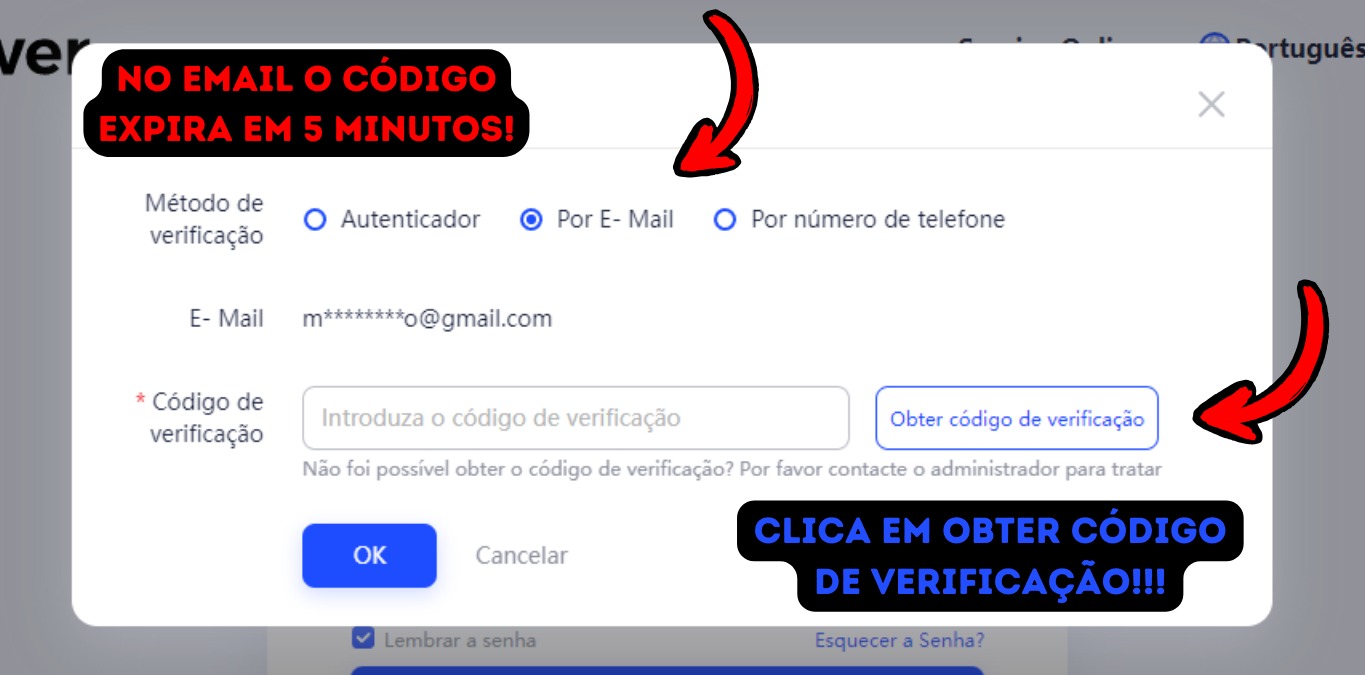 ver
Português
NO EMAIL O CÓDIGO
EXPIRA EM 5 MINUTOS!
Método de
verificação
Autenticador
Por E- Mail
Por número de telefone
E- Mail
m********o@gmail.com
* Código de
verificação
Introduza o código de verificação
Obter código de verificação
Não foi possível obter o código de verificação? Por favor contacte o administrador para tratar
CLICA EM OBTER CÓDIGO
DE VERIFICAÇÃO!!!
OK
Cancelar
Lembrar a senha
Esquecer a Senha?